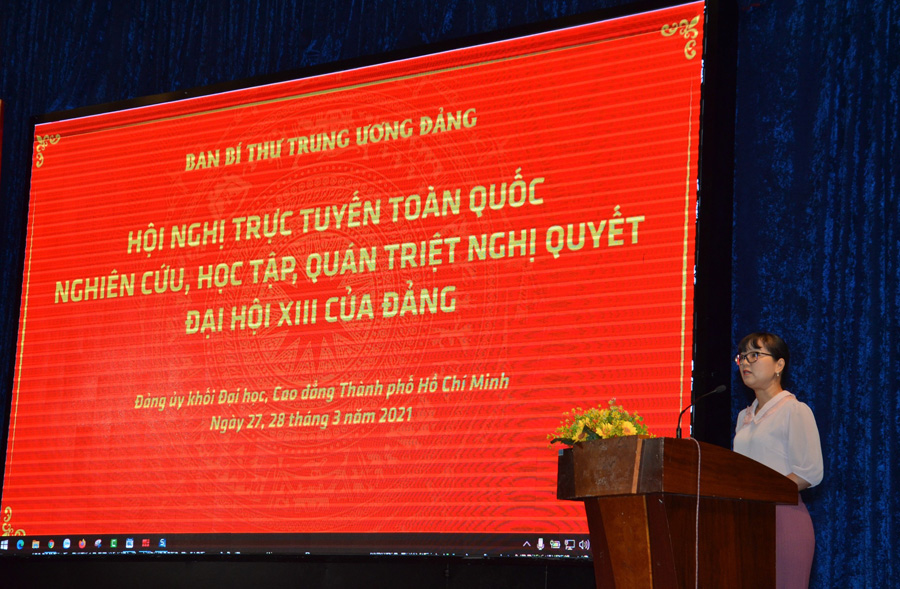 BAN BÍ THƯ TRUNG ƯƠNG ĐẢNG
HỘI NGHỊ TRỰC TUYẾN TOÀN QUỐC
NGHIÊN CỨU, HỌC TẬP, QUÁN TRIỆT NGHỊ QUYẾT
ĐẠI HỘI XIII CỦA ĐẢNG
Đảng ủy khối Đại học, Cao đẳng Thành phố Hồ Chí Minh
Ngày 27, 28 tháng 3 năm 2021